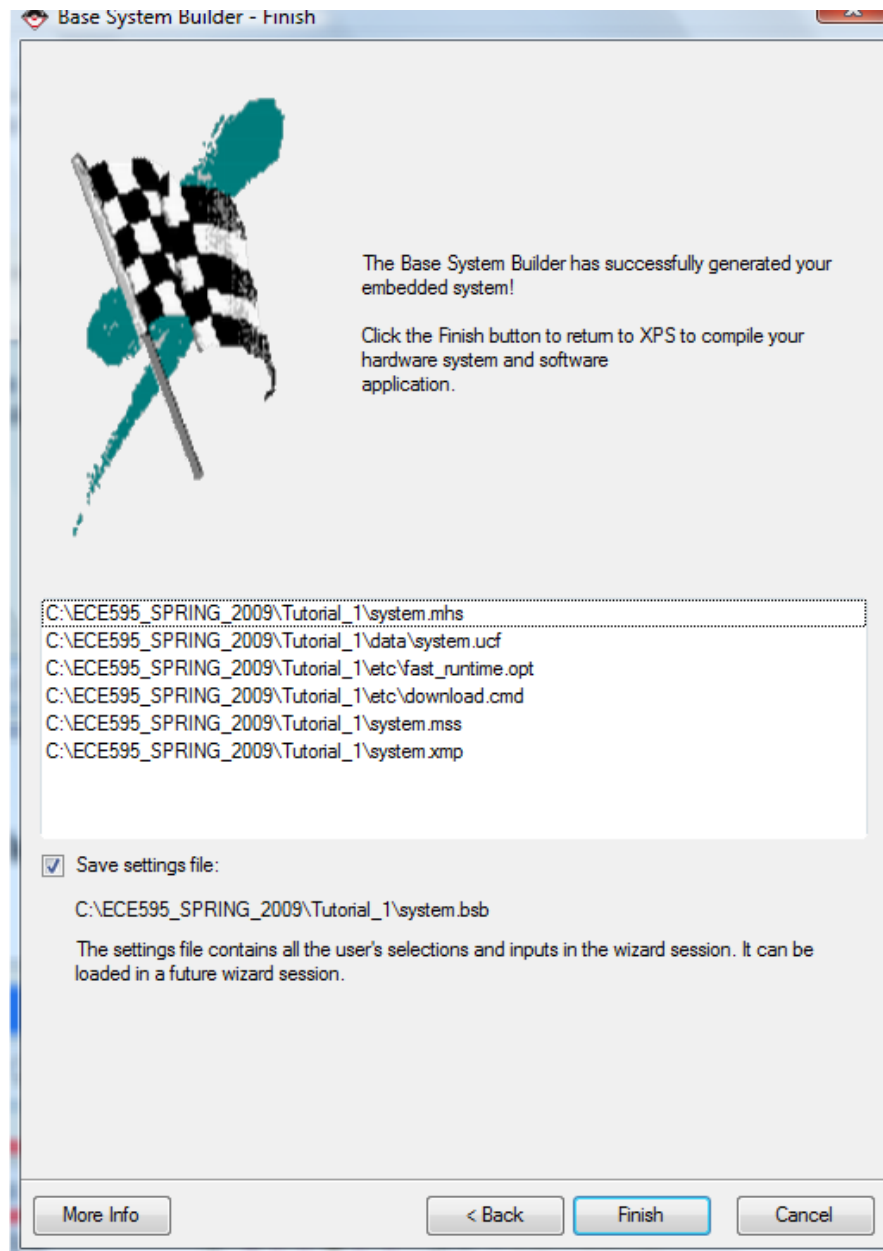 Base System Builder - Finish
The Base System Builder has successfully generated your
embedded system!
Click the Finish button to return to XPS to compile your
hardware system and software
application.
C:\ECE595_SPRING_2009\Tutorial_1\system.mhs
C:\ECE595_SPRING_2009\Tutorial_1\data\system.ucf
C:\ECE595_SPRING_2009\Tutorial_1\etc\fast_runtime.opt
C:\ECE595_SPRING_2009\Tutorial_1\etc\download.cmd
C:\ECE595_SPRING_2009\Tutorial_1\system.mss
C:\ECE595_SPRING_2009\Tutorial_1\system.xmp
Save settings file:
C:\ECE595_SPRING_2009\Tutorial_1\system.bsb
The settings file contains all the user's selections and inputs in the wizard session. It can be
loaded in a future wizard session.
More Info
< Back
Finish
Cancel